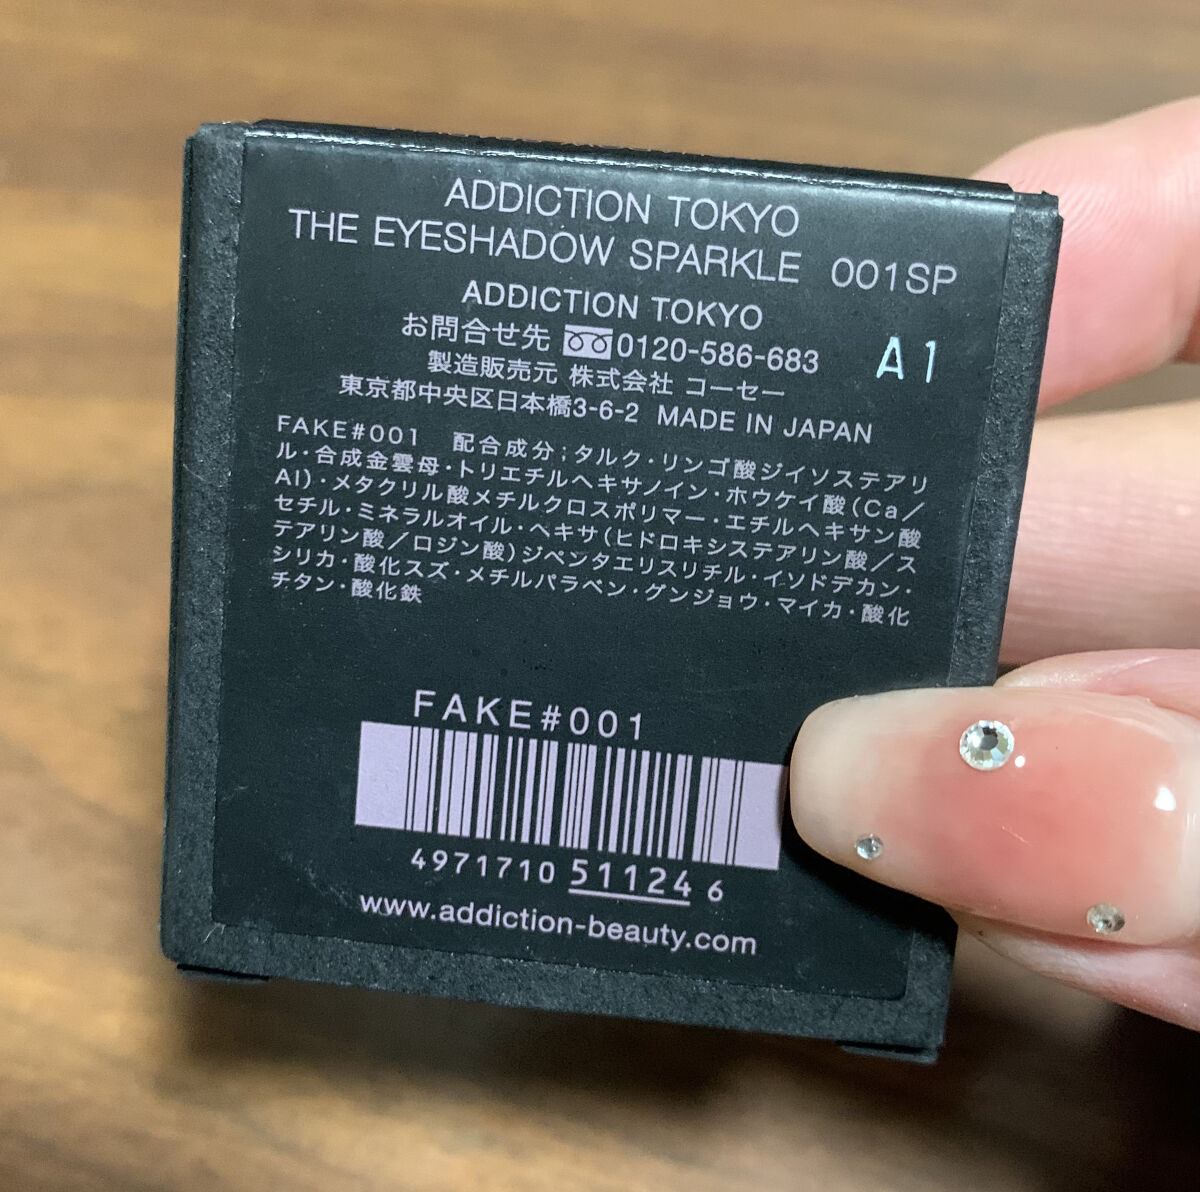 ADDICTION TOKYO
THE EYESHADOW SPARKLE 001SP
ADDICTION TOKYO
お問合せ先 0120-586-683
A1
製造販売元 株式会社 コーセー
東京都中央区日本橋3-6-2 MADE IN JAPAN
FAKE#001 配合成分;タルク・リンゴ酸ジイソステアリ
ル・合成金雲母・トリエチルヘキサノイン・ホウケイ酸(Ca/
Al)・メタクリル酸メチルクロスポリマー・エチルヘキサン酸
セチル・ミネラルオイル・ヘキサ(ヒドロキシステアリン酸/ス
テアリン酸/ロジン酸)ジペンタエリスリチル・イソドデカン・
シリカ・酸化スズ・メチルパラベン・グンジョウ・マイカ・酸化
チタン・酸化鉄
FAKE#001
4971710 51124 6
www.addiction-beauty.com